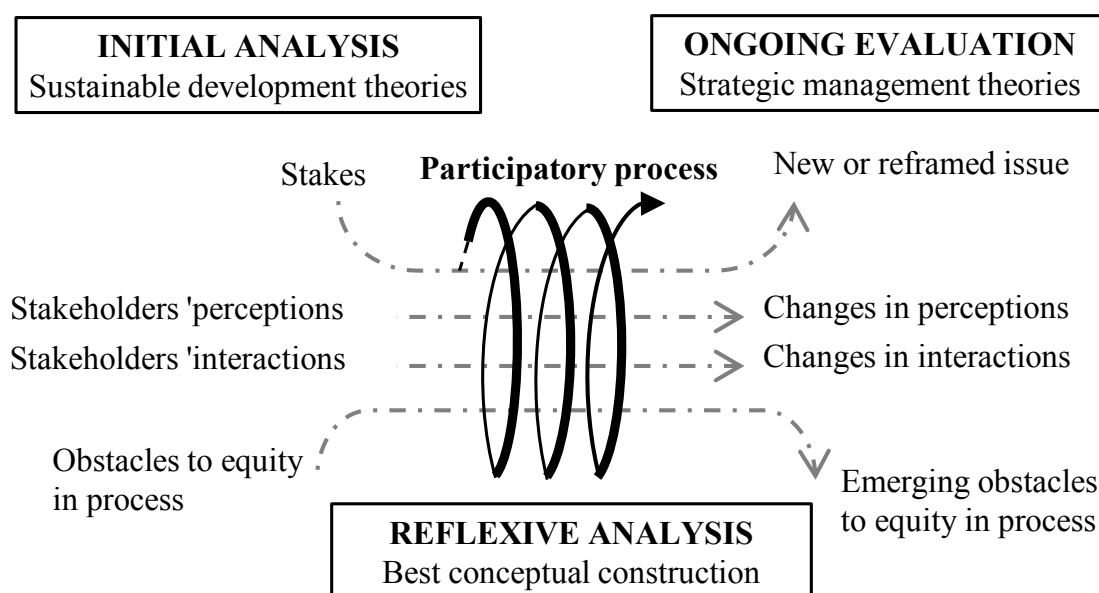 INITIAL ANALYSIS
Sustainable development theories
ONGOING EVALUATION
Strategic management theories
Stakes
Participatory process
New or reframed issue
Stakeholders 'perceptions
Changes in perceptions
Stakeholders 'interactions
Changes in interactions
Obstacles to equity
in process
Emerging obstacles
to equity in process
REFLEXIVE ANALYSIS
Best conceptual construction